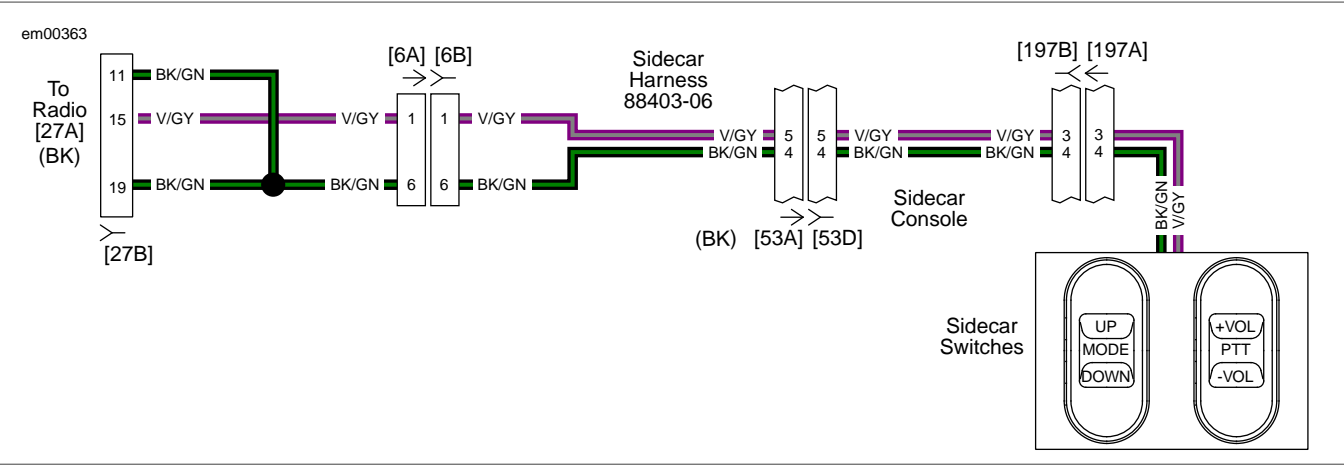 em00363
To
Radio
[27A]
(BK)
11
15
19
[27B]
BK/GN
V/GY
BK/GN
V/GY
BK/GN
[6A] [6B]
1
6
1
6
V/GY
BK/GN
Sidecar
Harness
88403-06
V/GY
BK/GN
5
4
5
4
(BK) [53A] [53D]
V/GY
BK/GN
Sidecar
Console
V/GY
BK/GN
[197B] [197A]
3
4
3
4
BK/GN
V/GY
Sidecar
Switches
UP
MODE
DOWN
+VOL
PTT
-VOL